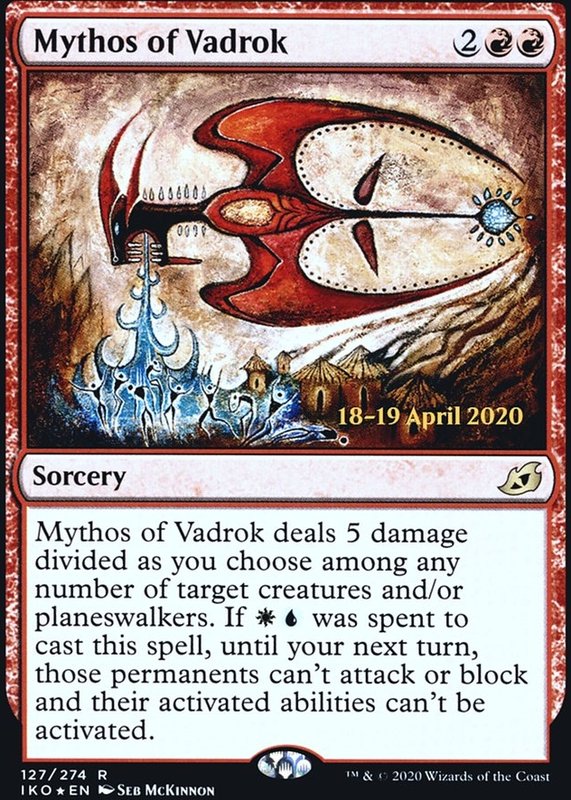 Mythos of Vadrok 2
18-19 April 2020
Sorcery
Mythos of Vadrok deals 5 damage
divided as you choose among any
number of target creatures and/or
planeswalkers. If was spent to
cast this spell, until your next turn,
those permanents can't attack or block
and their activated abilities can't be
activated.
127/274 R
IKO★EN Seb McKinnon
™ & © 2020 Wizards of the Coast